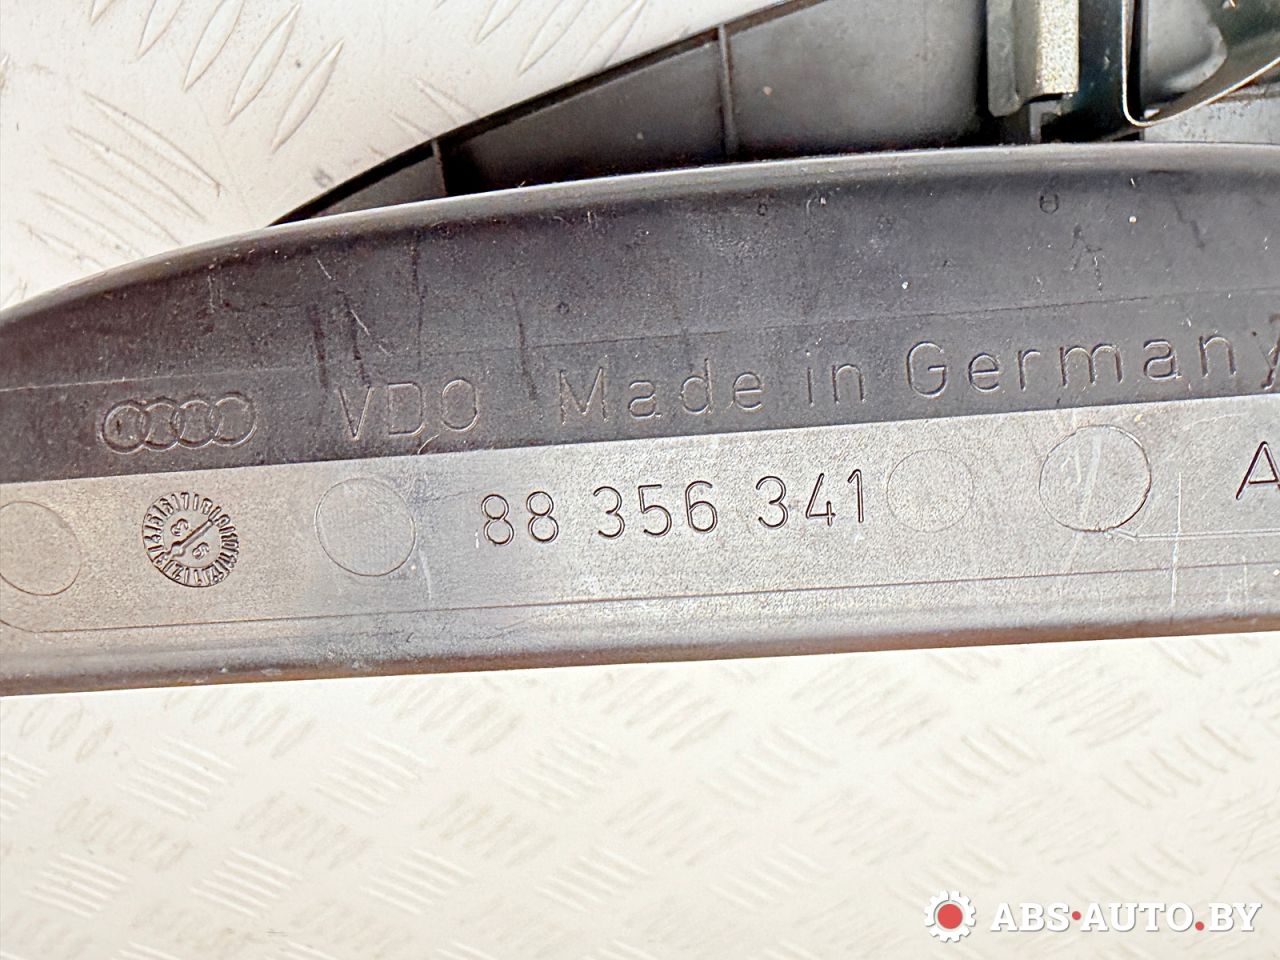 VDO Made in Germany
88 356 341 A
ABS·AUTO.BY